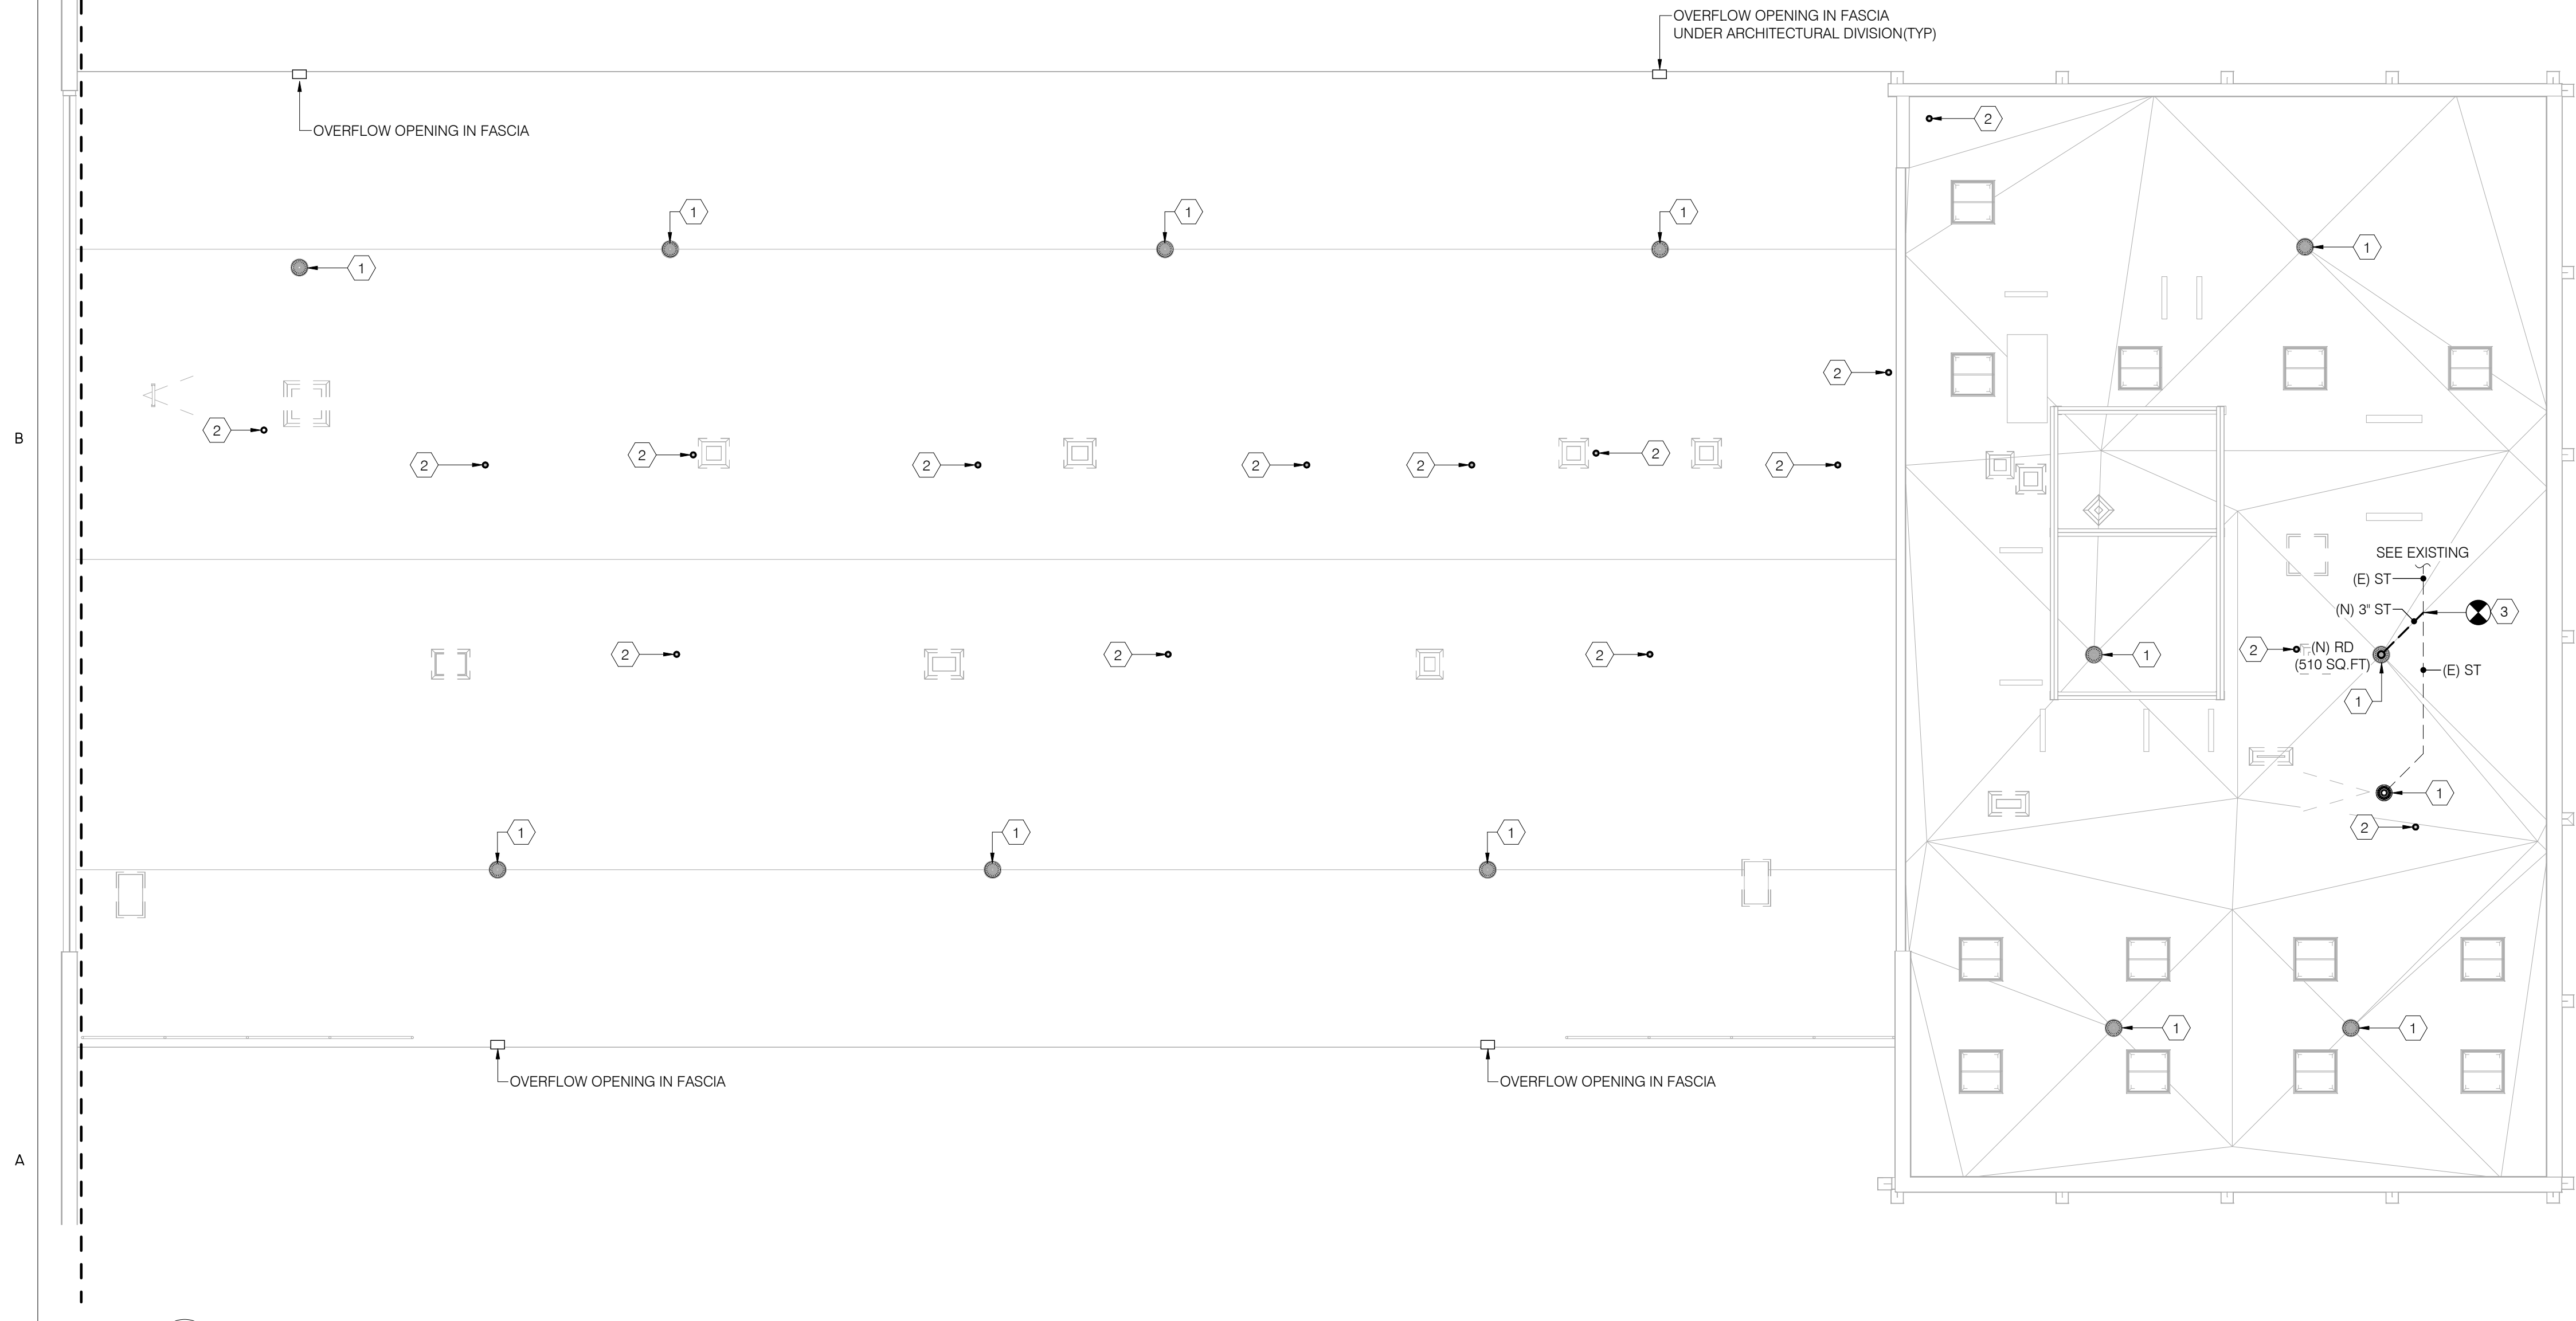 OVERFLOW OPENING IN FASCIA
UNDER ARCHITECTURAL DIVISION(TYP)
OVERFLOW OPENING IN FASCIA
2
1
1
1
1
1
2
B
2
2
2
2
2
2
2
2
SEE EXISTING
(E) ST
(N) 3" ST
3
2
2
2
1
2
(N) RD
(510 SQ.FT)
(E) ST
1
1
2
1
1
1
1
1
OVERFLOW OPENING IN FASCIA
OVERFLOW OPENING IN FASCIA
A